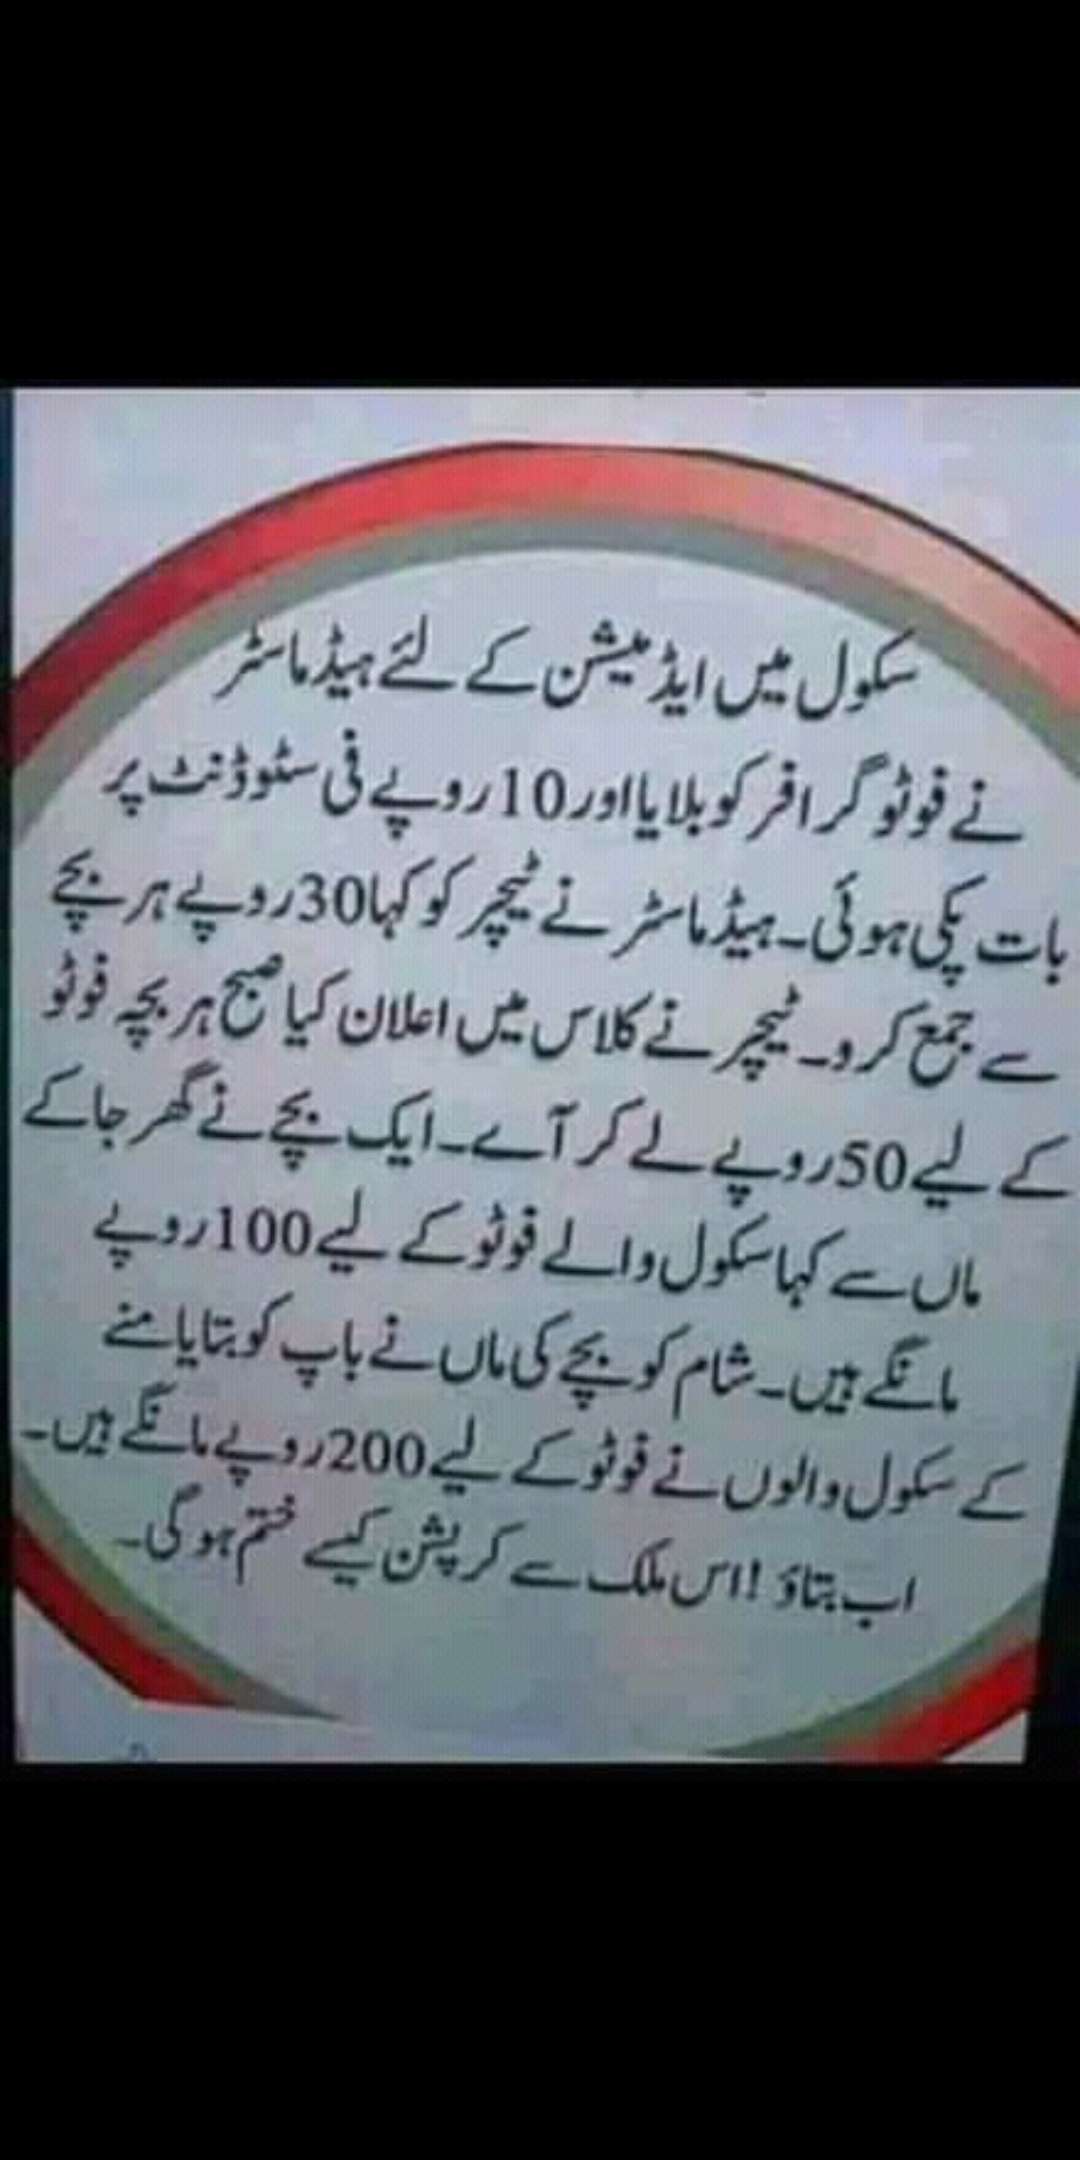 سکول میں ایڈمیشن کے لئے ہیڈماسٹر
نے فوٹو گرافر کو بلایا اور 10 روپے فی سٹوڈنٹ پر
بات پکی ہوئی۔ ہیڈماسٹر نے ٹیچر کو کہا 30 روپے ہر بچے
سے جمع کرو۔ ٹیچر نے کلاس میں اعلان کیا صبح ہر بچہ فوٹو
کے لیے 50 روپے لے کر آے۔ ایک بچے نے گھر جا کے
ماں سے کہا سکول والے فوٹو کے لیے 100 روپے
مانگے ہیں۔ شام کو بچے کی ماں نے باپ کو بتایا منے
کے سکول والوں نے فوٹو کے لیے 200 روپے مانگے ہیں۔
اب بتاؤ !اس ملک سے کرپشن کیسے ختم ہو گی۔